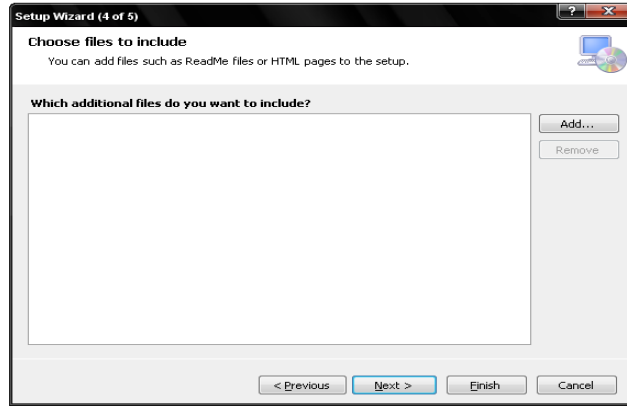 Setup Wizard (4 of 5)
?
Choose files to include
You can add files such as ReadMe files or HTML pages to the setup.
Which additional files do you want to include?
Add...
Remove
< Previous
Next >
Finish
Cancel